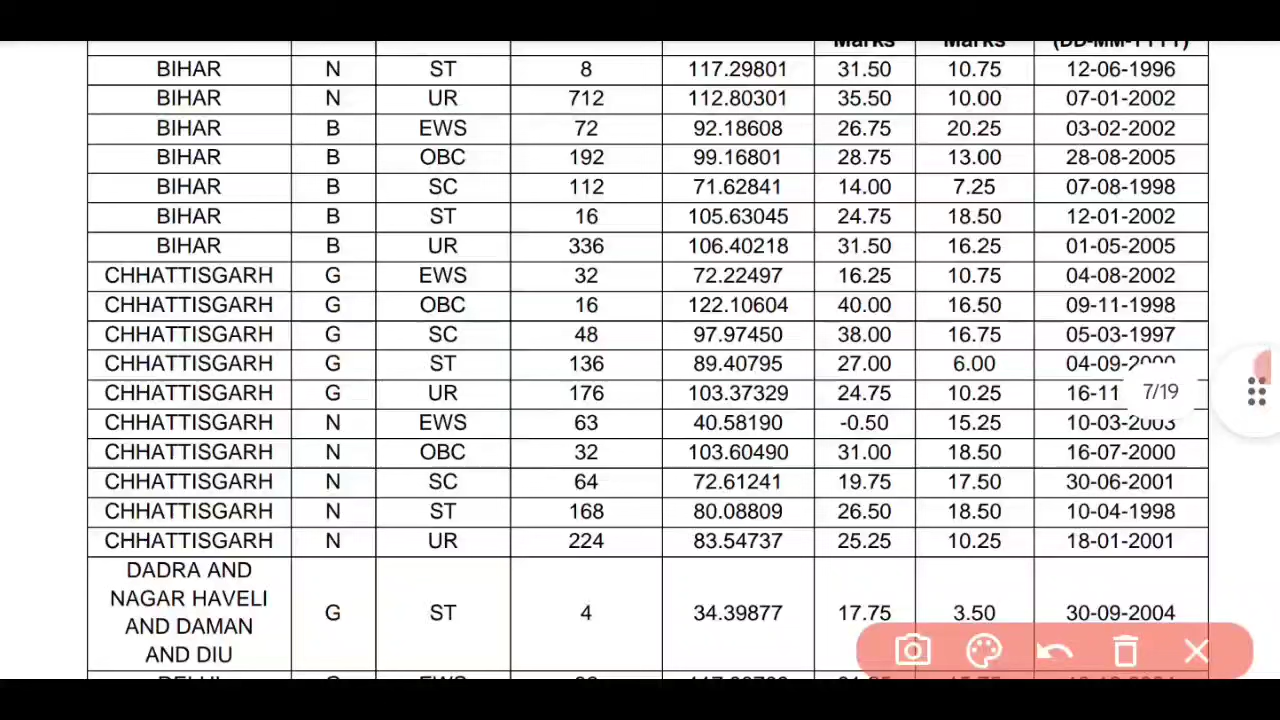 Marks Marks (DD-MM-YYYY)
BIHAR N ST 8 117.29801 31.50 10.75 12-06-1996
BIHAR N UR 712 112.80301 35.50 10.00 07-01-2002
BIHAR B EWS 72 92.18608 26.75 20.25 03-02-2002
BIHAR B OBC 192 99.16801 28.75 13.00 28-08-2005
BIHAR B SC 112 71.62841 14.00 7.25 07-08-1998
BIHAR B ST 16 105.63045 24.75 18.50 12-01-2002
BIHAR B UR 336 106.40218 31.50 16.25 01-05-2005
CHHATTISGARH G EWS 32 72.22497 16.25 10.75 04-08-2002
CHHATTISGARH G OBC 16 122.10604 40.00 16.50 09-11-1998
CHHATTISGARH G SC 48 97.97450 38.00 16.75 05-03-1997
CHHATTISGARH G ST 136 89.40795 27.00 6.00 04-09-2000
CHHATTISGARH G UR 176 103.37329 24.75 10.25 16-11
7/19
CHHATTISGARH N EWS 63 40.58190 -0.50 15.25 10-03-2003
CHHATTISGARH N OBC 32 103.60490 31.00 18.50 16-07-2000
CHHATTISGARH N SC 64 72.61241 19.75 17.50 30-06-2001
CHHATTISGARH N ST 168 80.08809 26.50 18.50 10-04-1998
CHHATTISGARH N UR 224 83.54737 25.25 10.25 18-01-2001
DADRA AND
NAGAR HAVELI
AND DAMAN
AND DIU
G ST 4 34.39877 17.75 3.50 30-09-2004
DELHI G EWS